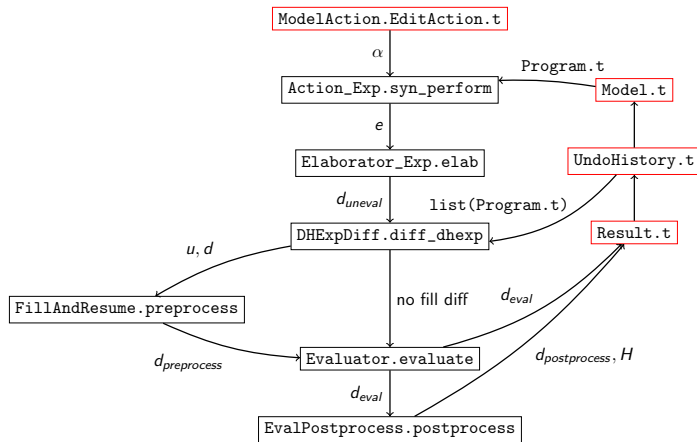 ModelAction.EditAction.t
α
Program.t
Action_Exp.syn_perform
Model.t
e
Elaborator_Exp.elab
UndoHistory.t
d_uneval
list(Program.t)
DHExpDiff.diff_dhexp
Result.t
u, d
no fill diff
d_eval
FillAndResume.preprocess
d_preprocess
Evaluator.evaluate
d_postprocess, H
d_eval
EvalPostprocess.postprocess